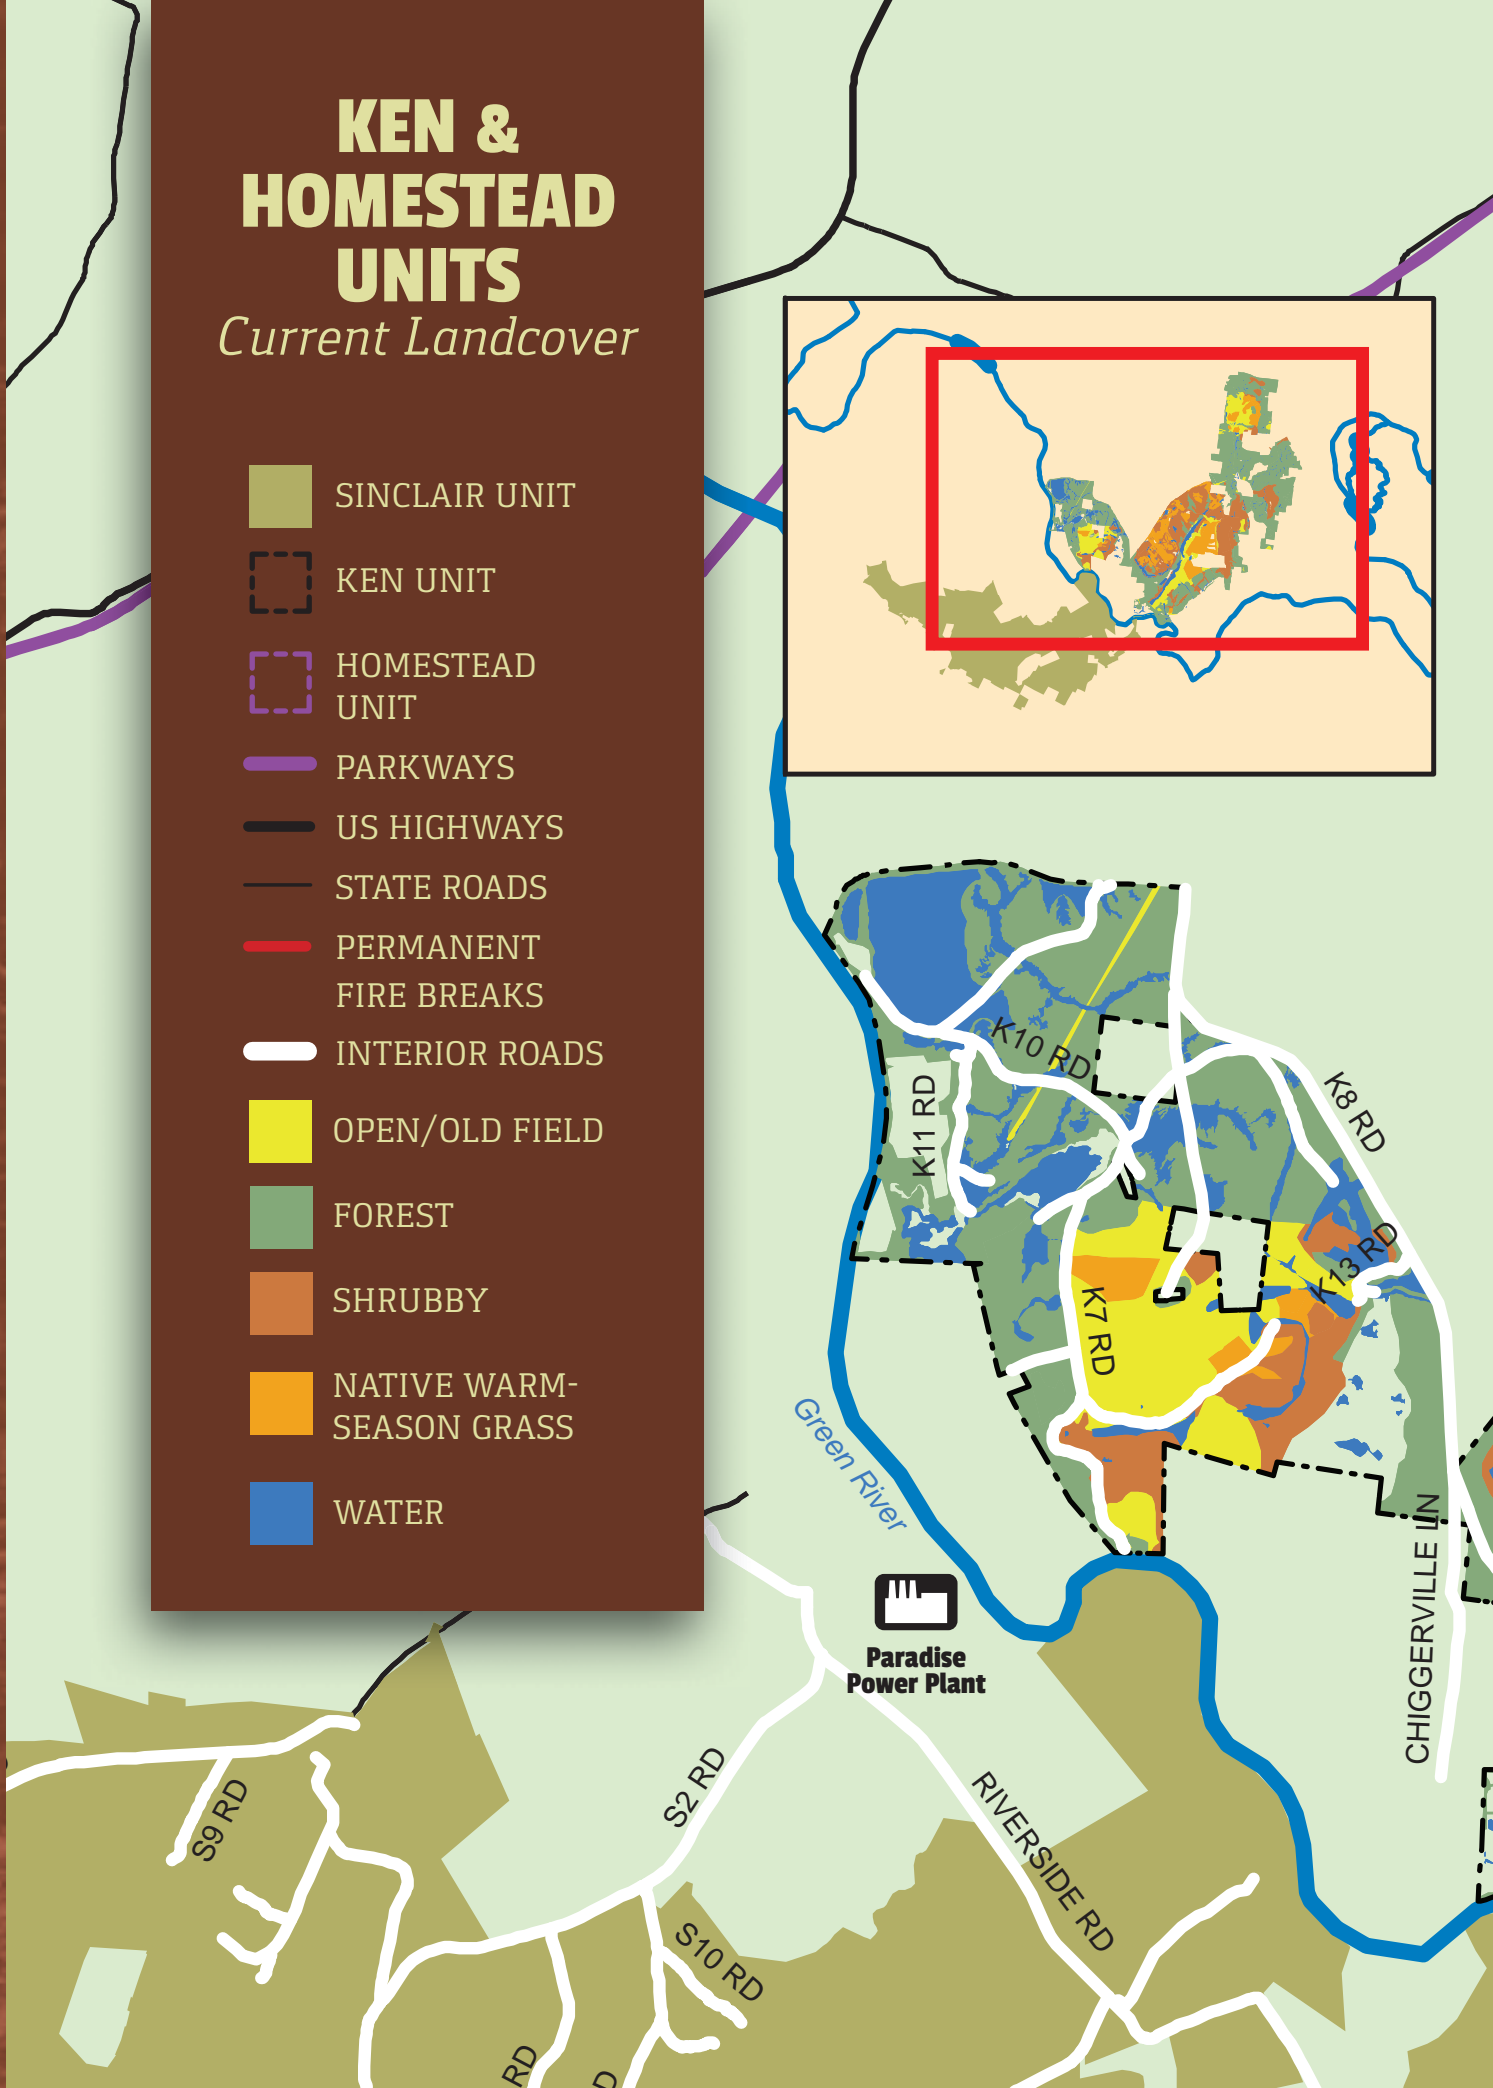 KEN &
HOMESTEAD
UNITS
Current Landcover
SINCLAIR UNIT
KEN UNIT
HOMESTEAD
UNIT
PARKWAYS
US HIGHWAYS
STATE ROADS
PERMANENT
FIRE BREAKS
INTERIOR ROADS
OPEN/OLD FIELD
FOREST
SHRUBBY
NATIVE WARM-
SEASON GRASS
WATER
K10 RD
K11 RD
K8 RD
K13 RD
K7 RD
Green River
CHIGGERVILLE LN
Paradise
Power Plant
S2 RD
RIVERSIDE RD
S9 RD
S10 RD
RD